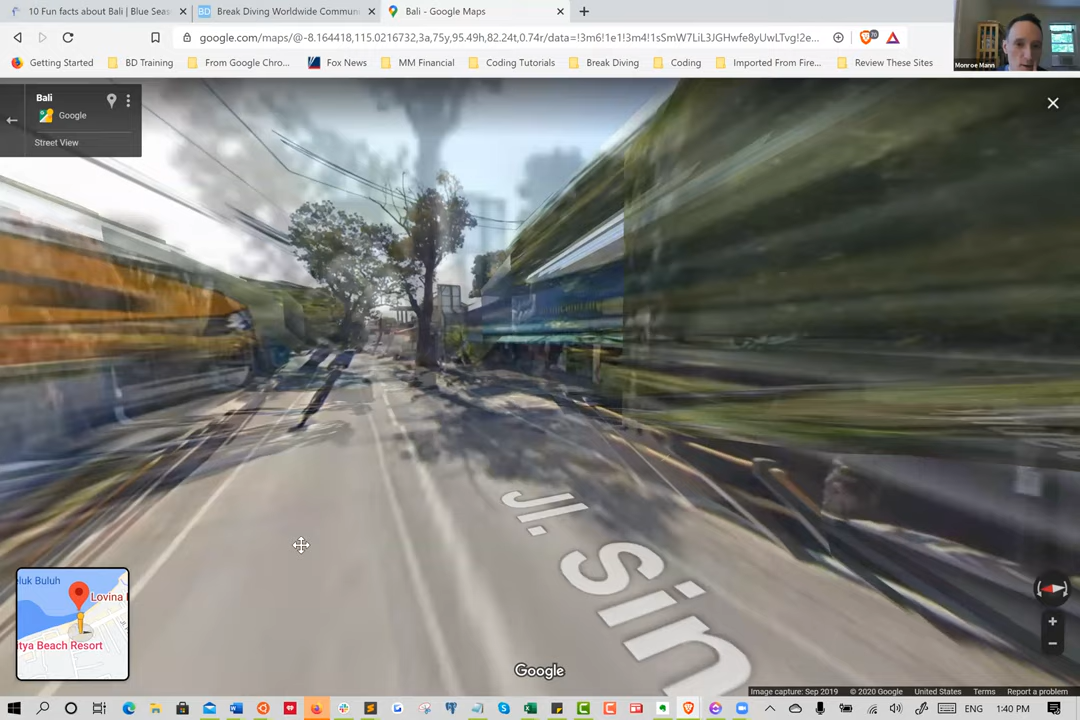 10 Fun facts about Bali | Blue Seas
Break Diving Worldwide Commun
Bali - Google Maps
google.com/maps/@-8.164418,115.0216732,3a,75y,95.49h,82.24t,0.74r/data=!3m6!1e1!3m4!1sSmW7LiL3JGHwfe8yUwLTvg!2e...
70
Getting Started
BD Training
From Google Chro...
Fox News
MM Financial
Coding Tutorials
Break Diving
Coding
Imported From Fire...
Review These Sites
Monroe Mann
Bali
Google
Street View
Jl. Sin
eluk Buluh
Lovina
tya Beach Resort
Google
Image capture: Sep 2019 © 2020 Google United States Terms Report a problem
ENG 1:40 PM